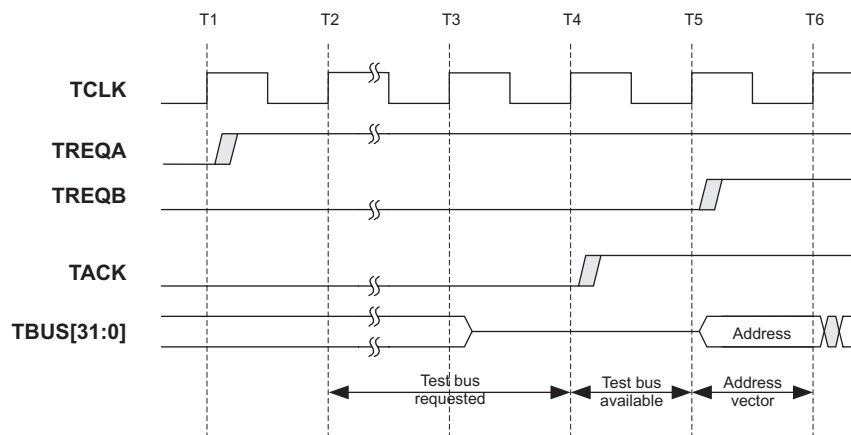 T1 T2 T3 T4 T5 T6
TCLK
TREQA
TREQB
TACK
TBUS[31:0]
Address
Test bus
requested
Test bus
available
Address
vector